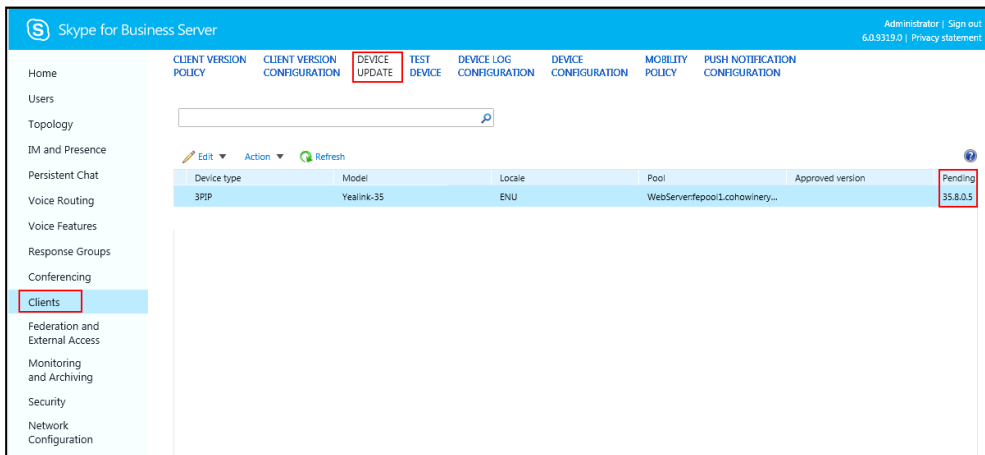 Skype for Business Server
Administrator | Sign out
6.0.9319.0 | Privacy statement
Home
Users
Topology
IM and Presence
Persistent Chat
Voice Routing
Voice Features
Response Groups
Conferencing
Clients
Federation and
External Access
Monitoring
and Archiving
Security
Network
Configuration
CLIENT VERSION POLICY
CLIENT VERSION CONFIGURATION
DEVICE UPDATE
TEST DEVICE
DEVICE LOG CONFIGURATION
DEVICE CONFIGURATION
MOBILITY POLICY
PUSH NOTIFICATION CONFIGURATION
Edit Action Refresh
Device type Model Locale Pool Approved version Pending
3PIP Yealink-35 ENU WebServer:fepool1.cohowinery... 35.8.0.5